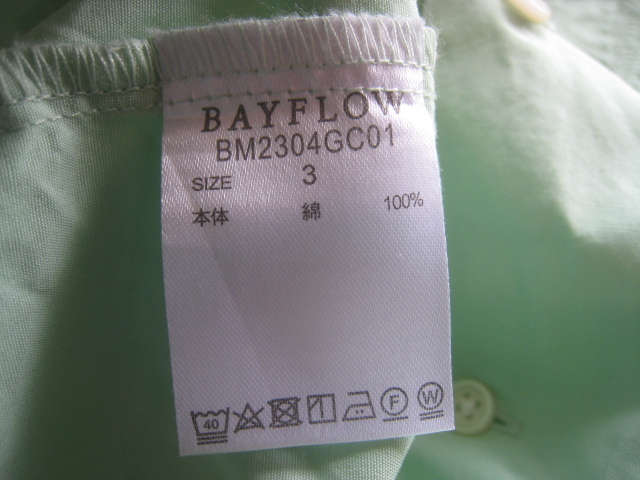 BAYFLOW
BM2304GC01
SIZE 3
本体 綿 100%
40 F W